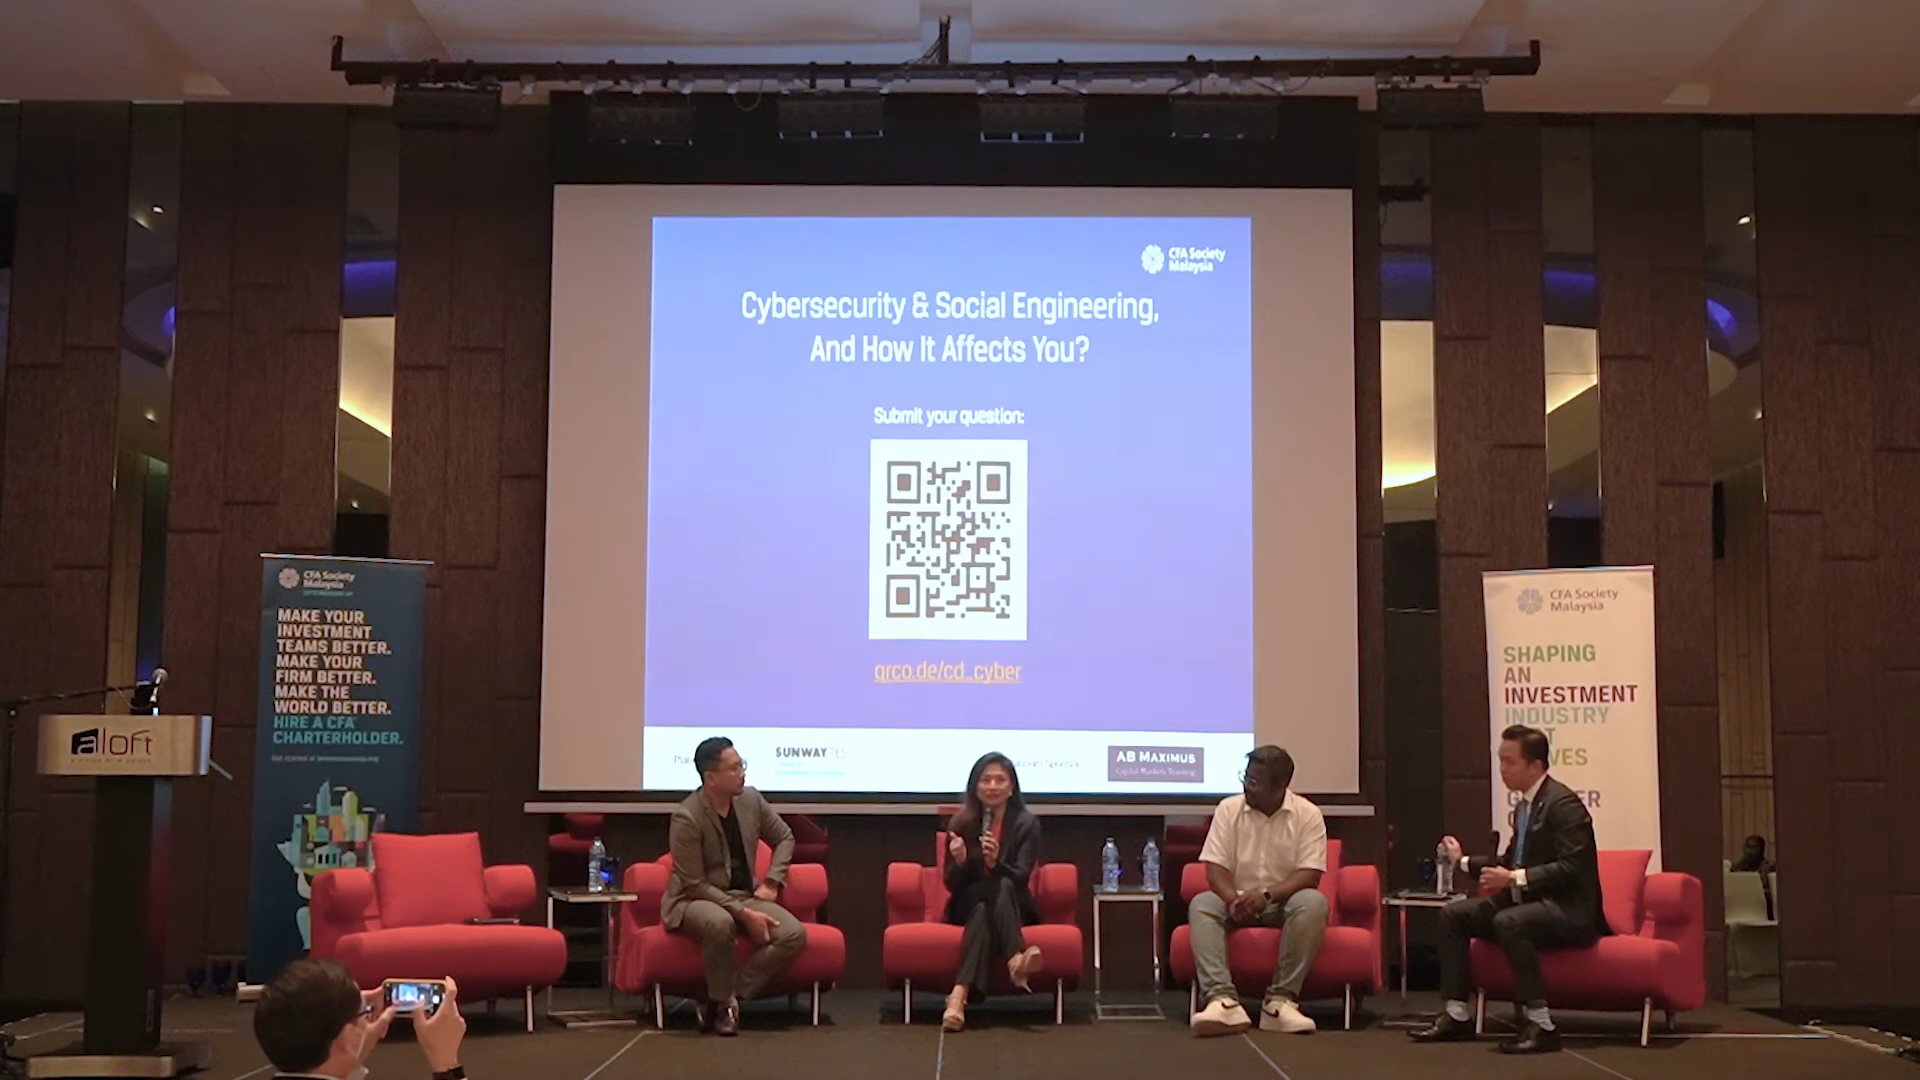 CFA Society
Malaysia
Cybersecurity & Social Engineering,
And How It Affects You?
Submit your question:
qrco.de/cd_cyber
SUNWAY TES
AB MAXIMUS
Capital Markets Training
CFA Society
Malaysia
MAKE YOUR
INVESTMENT
TEAMS BETTER.
MAKE YOUR
FIRM BETTER.
MAKE THE
WORLD BETTER.
HIRE A CFA
CHARTERHOLDER.
aloft
CFA Society
Malaysia
SHAPING
AN
INVESTMENT
INDUSTRY